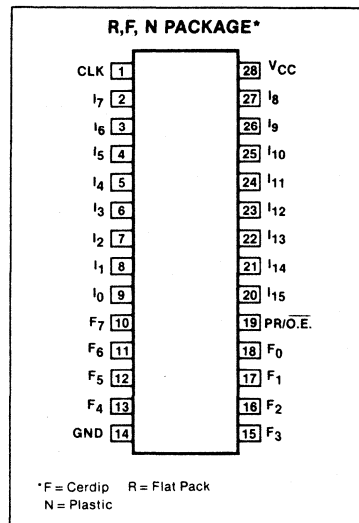 R,F, N PACKAGE*
CLK 1 28 VCC
I7 2 27 I8
I6 3 26 I9
I5 4 25 I10
I4 5 24 I11
I3 6 23 I12
I2 7 22 I13
I1 8 21 I14
I0 9 20 I15
F7 10 19 PR/O.E.
F6 11 18 F0
F5 12 17 F1
F4 13 16 F2
GND 14 15 F3
*F = Cerdip R = Flat Pack
N = Plastic